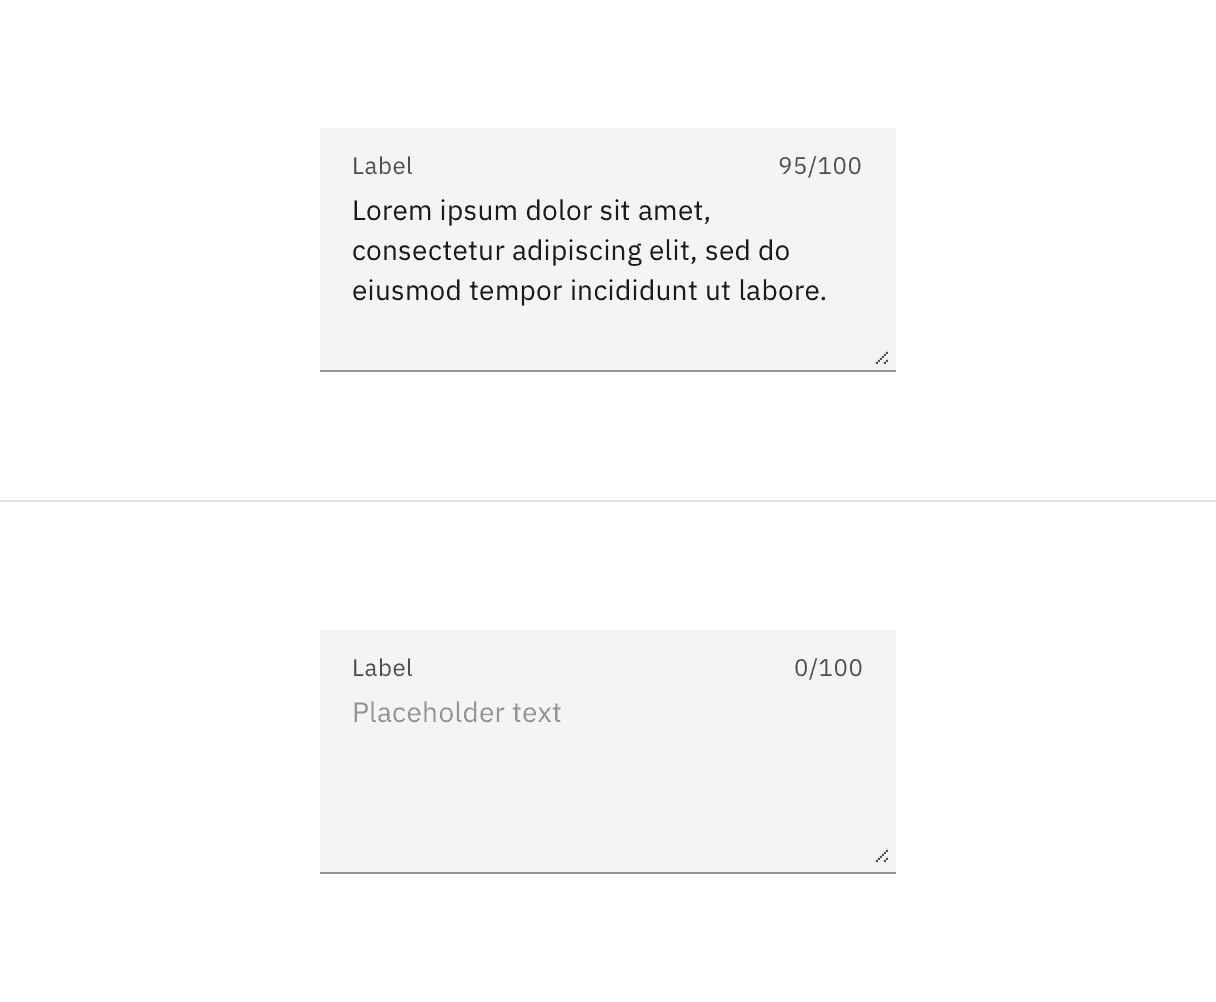 Label 95/100
Lorem ipsum dolor sit amet,
consectetur adipiscing elit, sed do
eiusmod tempor incididunt ut labore.
Label 0/100
Placeholder text